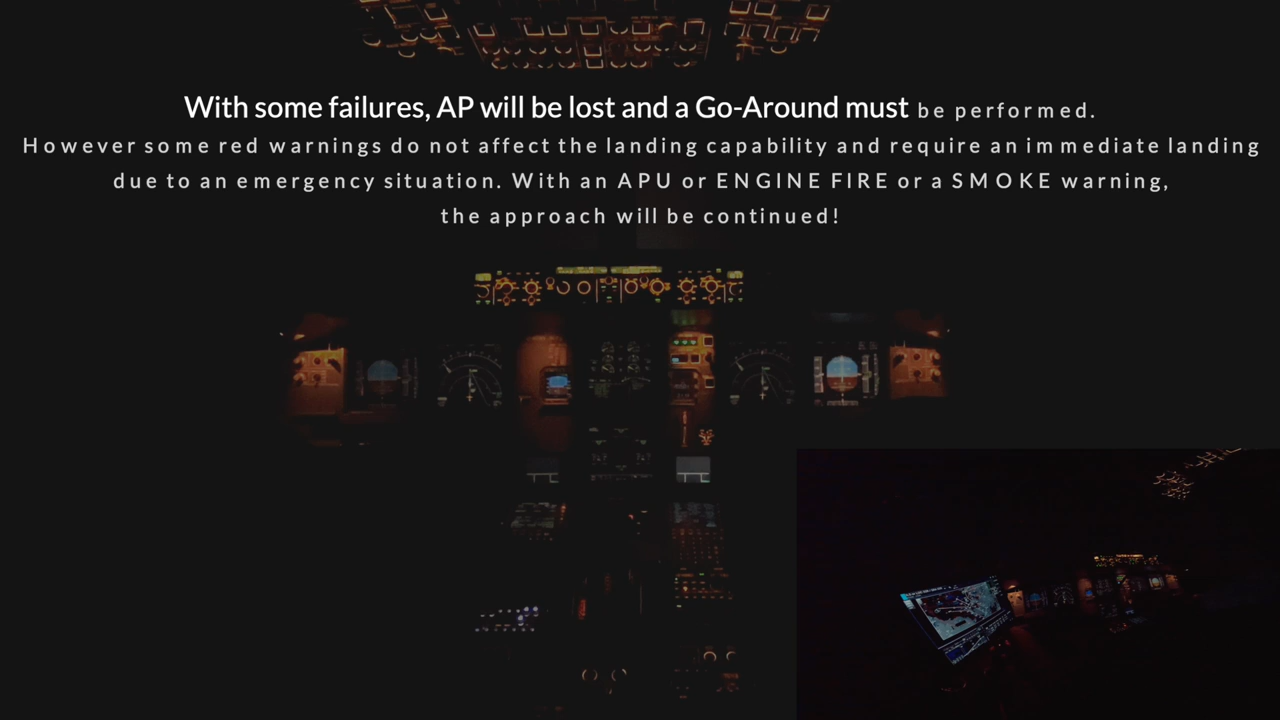 With some failures, AP will be lost and a Go-Around must be performed.
However some red warnings do not affect the landing capability and require an immediate landing
due to an emergency situation. With an APU or ENGINE FIRE or a SMOKE warning,
the approach will be continued!